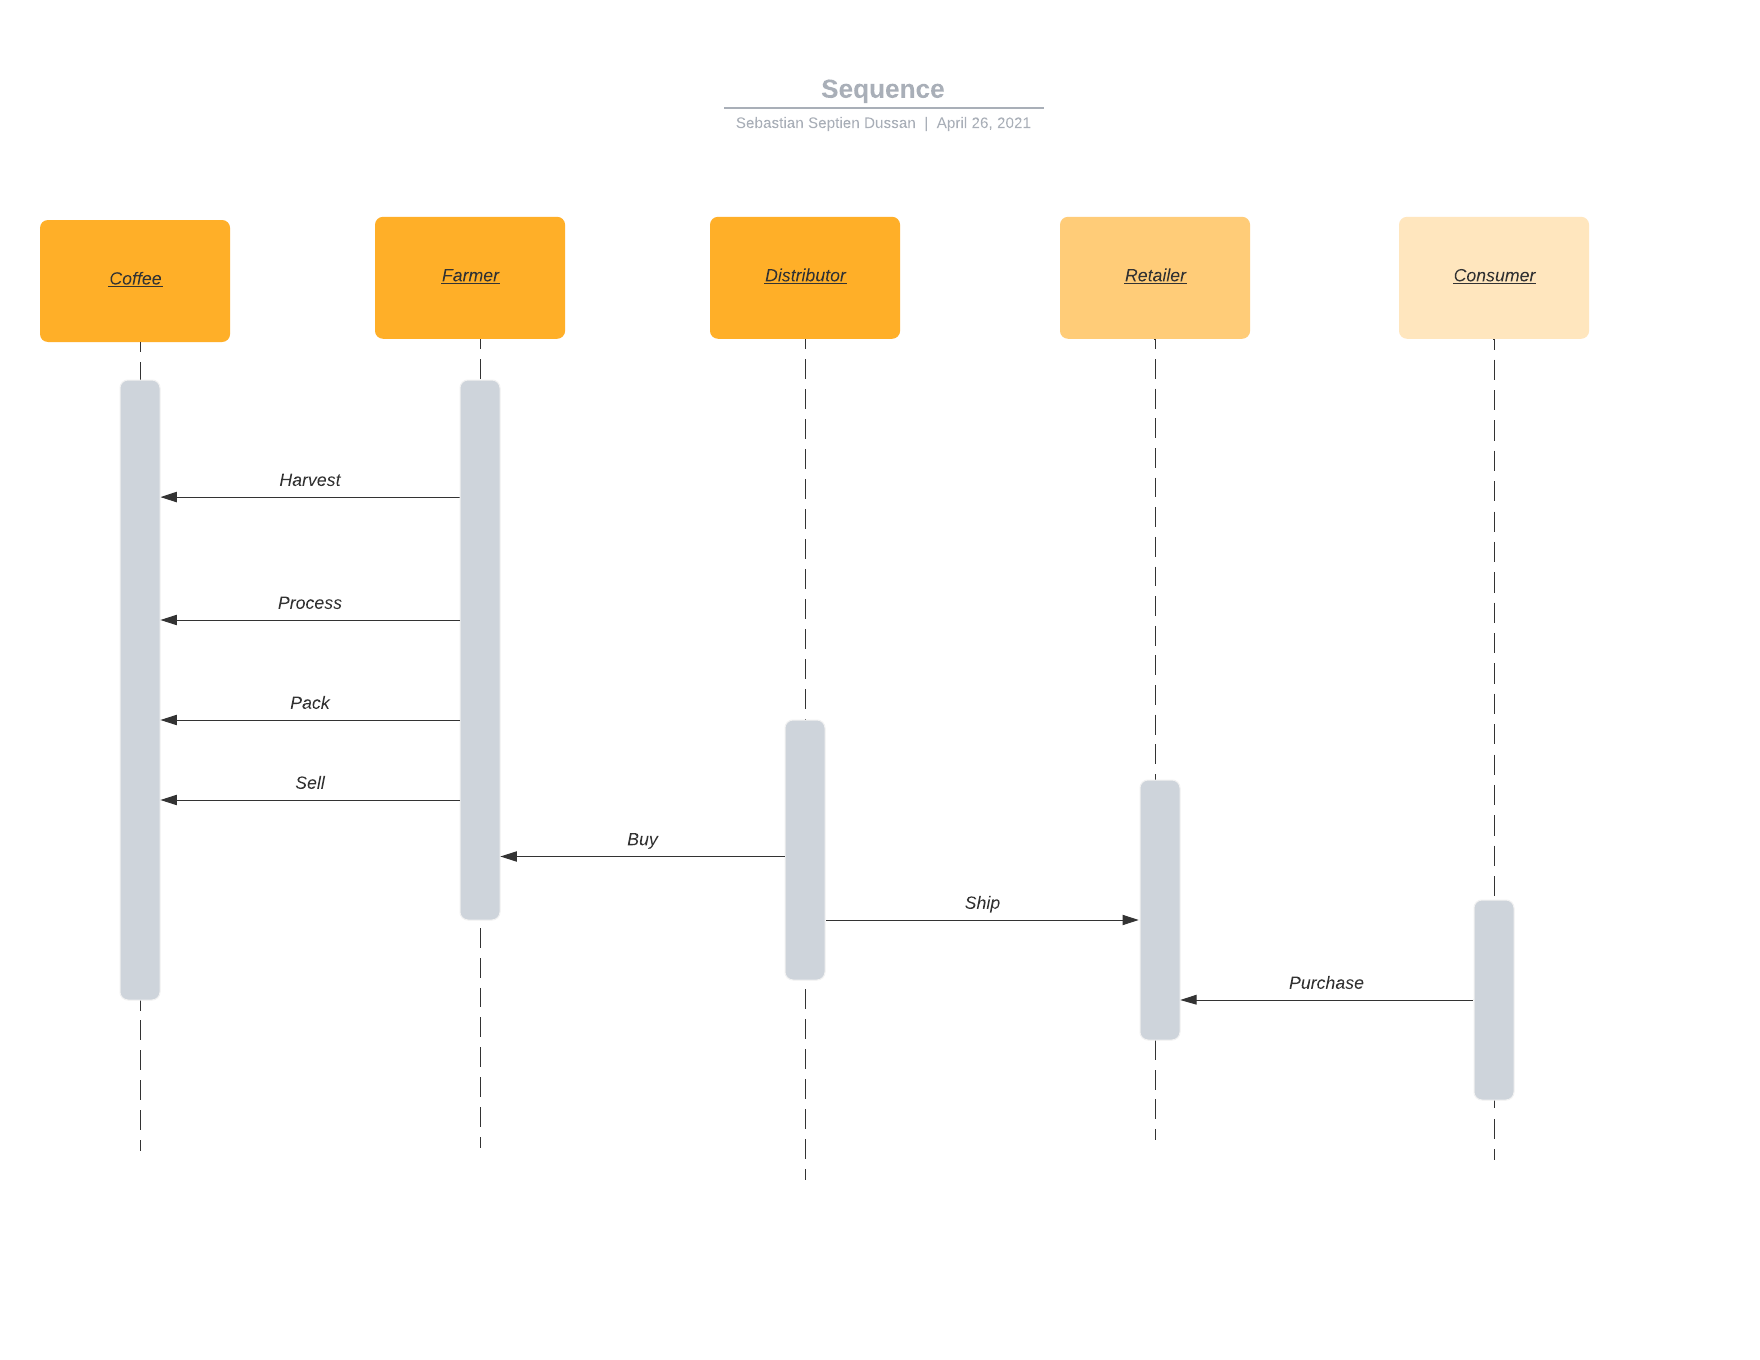 Sequence
Sebastian Septien Dussan | April 26, 2021
Coffee
Farmer
Distributor
Retailer
Consumer
Harvest
Process
Pack
Sell
Buy
Ship
Purchase